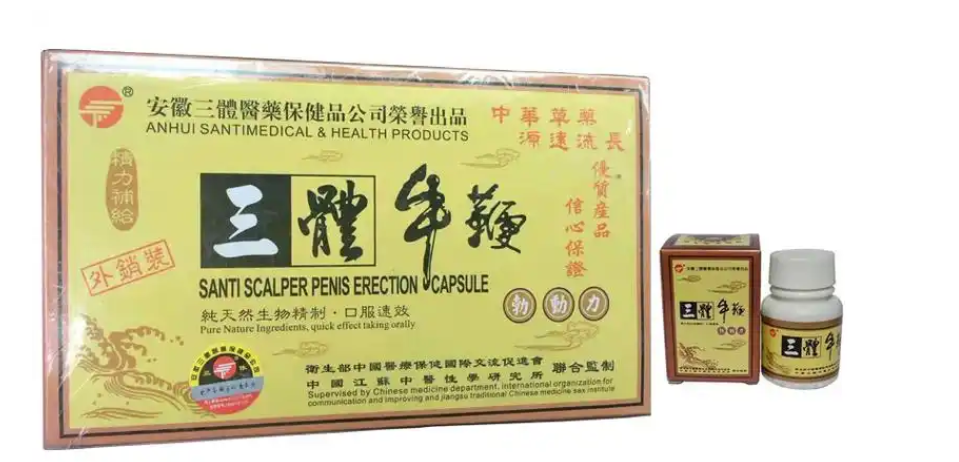 ®
安徽三體醫藥保健品公司榮譽出品
ANHUI SANTIMEDICAL & HEALTH PRODUCTS
中華草藥
源遠流長
優質產品
信心保證
精力補給
外銷裝
三體牛鞭
SANTI SCALPER PENIS ERECTION CAPSULE
純天然生物精制·口服速效
Pure Nature Ingredients, quick effect taking orally
勃動力
衛生部中國醫療保健國際交流促進會
中國江蘇中醫性學研究所
聯合監制
Supervised by Chinese medicine department, international organization for
communication and improving and jiangsu traditional Chinese medicine sex institute
三體牛鞭
三體牛